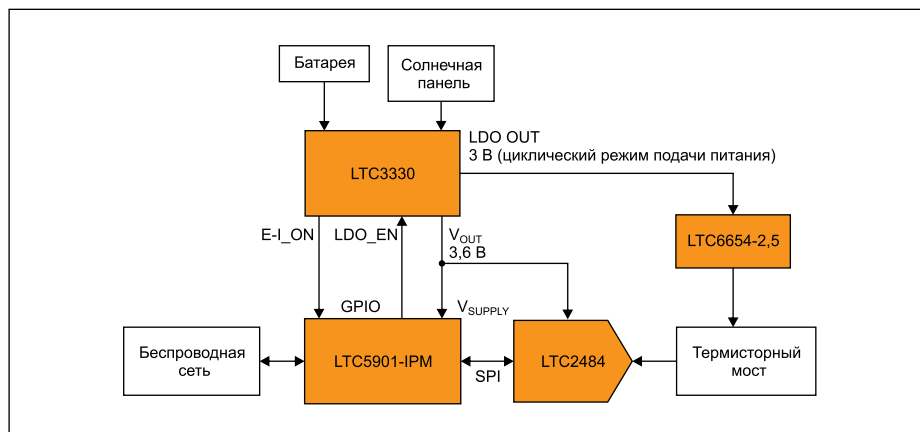 Батарея
Солнечная
панель
LDO OUT
3 В (циклический режим подачи питания)
LTC3330
E-I_ON
LDO_EN
VOUT
3,6 В
LTC6654-2,5
GPIO
VSUPPLY
Беспроводная
сеть
LTC5901-IPM
SPI
LTC2484
Термисторный
мост